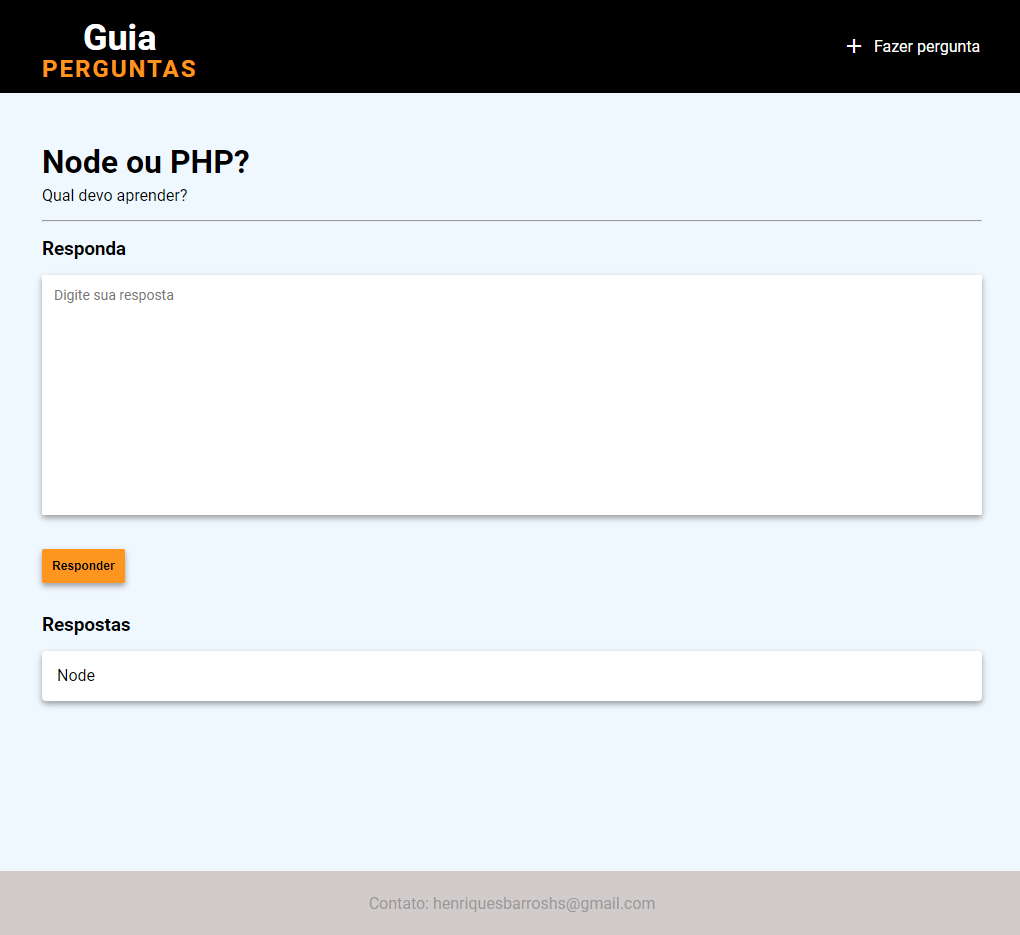 Guia
PERGUNTAS
+ Fazer pergunta
Node ou PHP?
Qual devo aprender?
Responda
Digite sua resposta
Responder
Respostas
Node
Contato: henriquesbarroshs@gmail.com